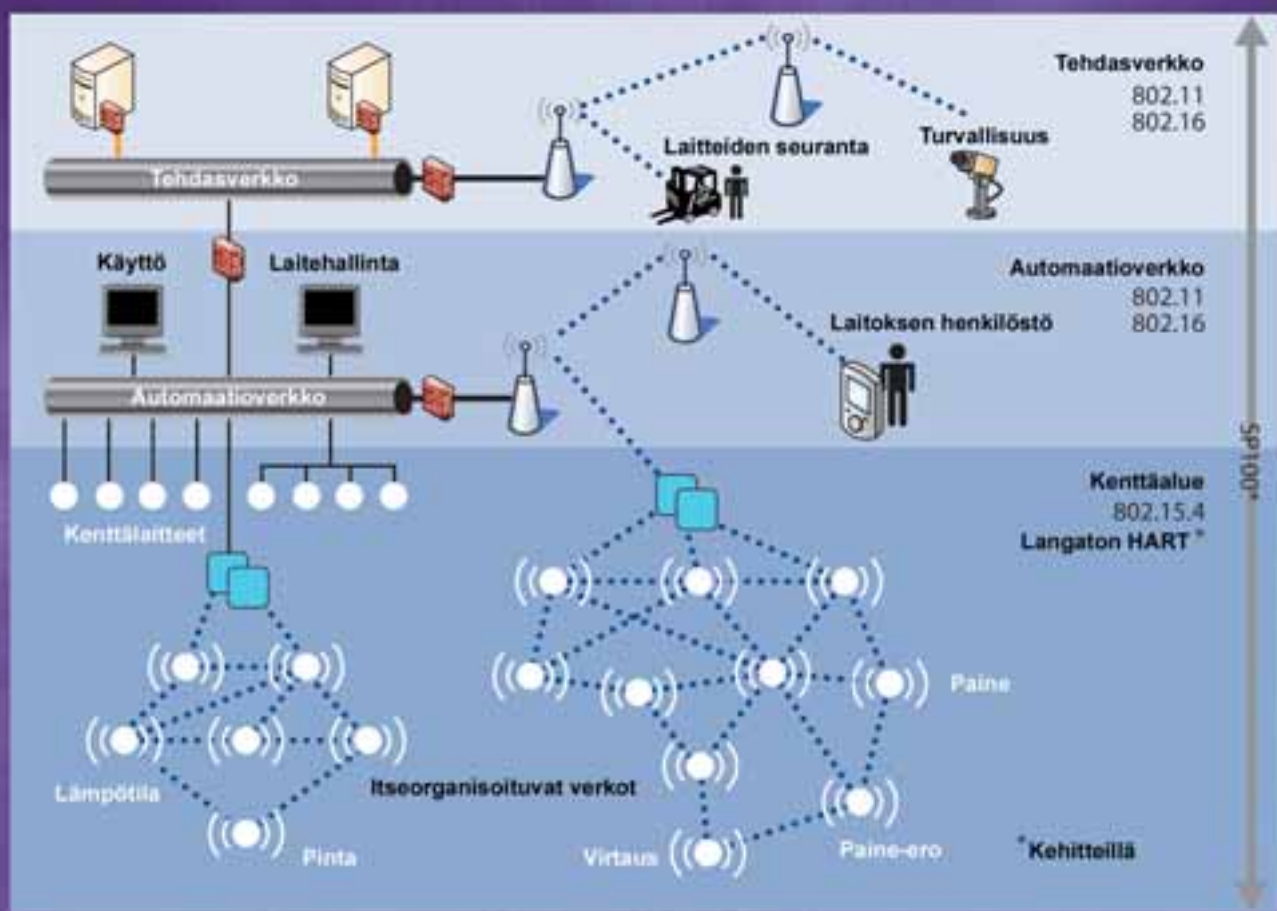 Tehdasverkko
802.11
802.16
Laitteiden seuranta
Turvallisuus
Tehdasverkko
Käyttö
Laitehallinta
Automaatioverkko
802.11
802.16
Laitoksen henkilöstö
Automaatioverkko
SP100*
Kenttäalue
802.15.4
Langaton HART *
Kenttälaitteet
Paine
Lämpötila
Itseorganisoituvat verkot
Pinta
Virtaus
Paine-ero
*Kehitteillä